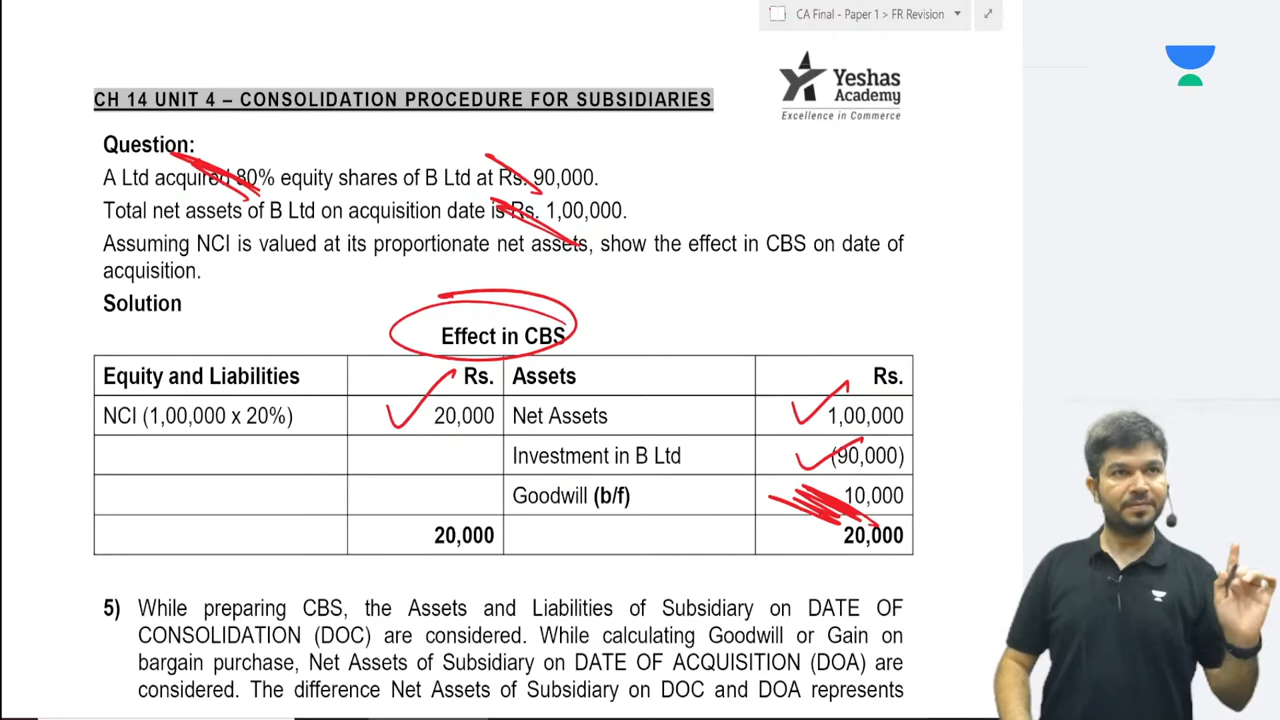 CA Final - Paper 1 > FR Revision
Yeshas
Academy
Excellence in Commerce
CH 14 UNIT 4 – CONSOLIDATION PROCEDURE FOR SUBSIDIARIES
Question:
A Ltd acquired 80% equity shares of B Ltd at Rs. 90,000.
Total net assets of B Ltd on acquisition date is Rs. 1,00,000.
Assuming NCI is valued at its proportionate net assets, show the effect in CBS on date of
acquisition.
Solution
Effect in CBS
Equity and Liabilities Rs. Assets Rs.
NCI (1,00,000 x 20%) 20,000 Net Assets 1,00,000
Investment in B Ltd (90,000)
Goodwill (b/f) 10,000
20,000 20,000
5) While preparing CBS, the Assets and Liabilities of Subsidiary on DATE OF
CONSOLIDATION (DOC) are considered. While calculating Goodwill or Gain on
bargain purchase, Net Assets of Subsidiary on DATE OF ACQUISITION (DOA) are
considered. The difference Net Assets of Subsidiary on DOC and DOA represents